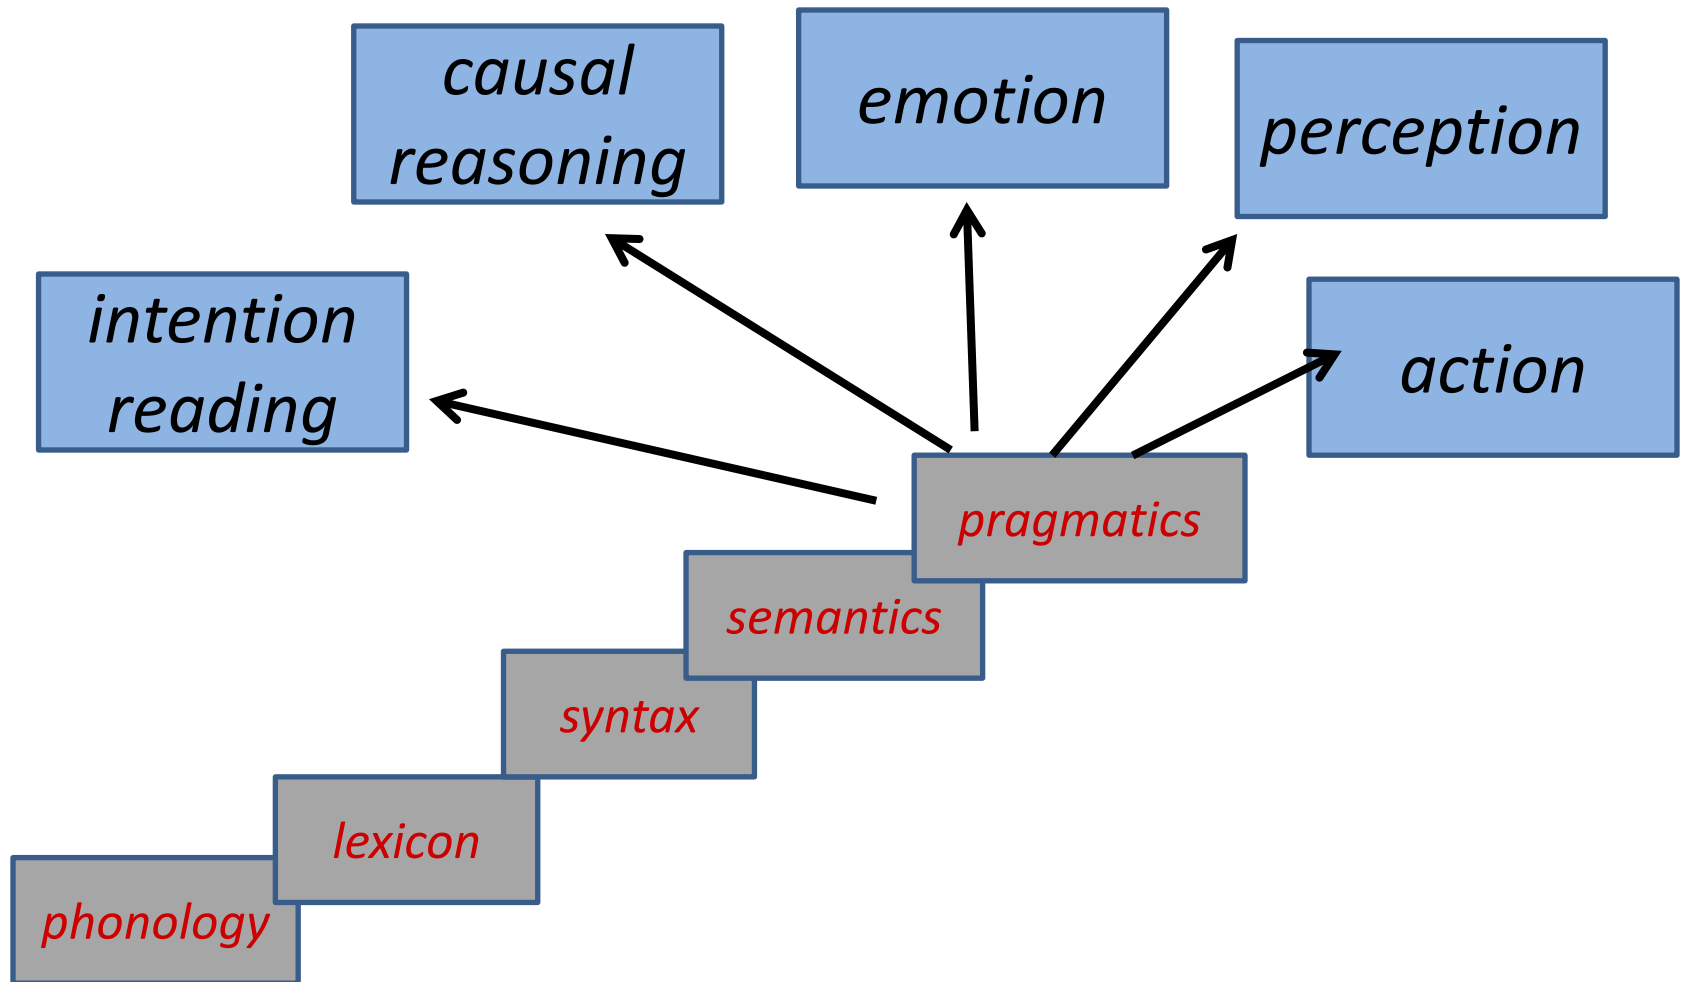 causal
reasoning
emotion
perception
intention
reading
action
pragmatics
semantics
syntax
lexicon
phonology